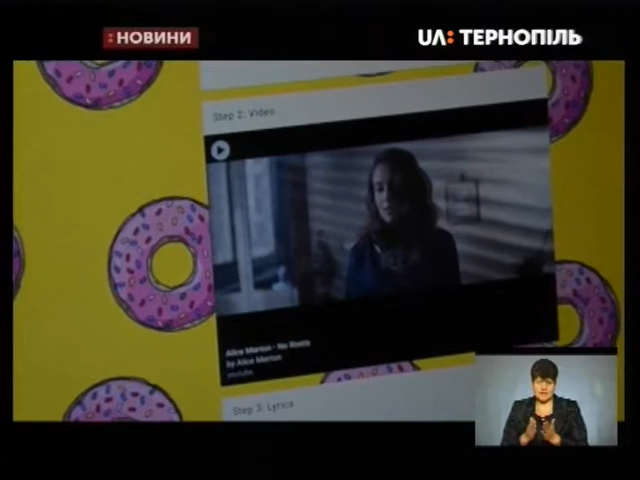 :НОВИНИ
UA: ТЕРНОПІЛЬ
Step 2: Video
Alice Merton - No Roots
by Alice Merton
youtube
Step 3: Lyrics